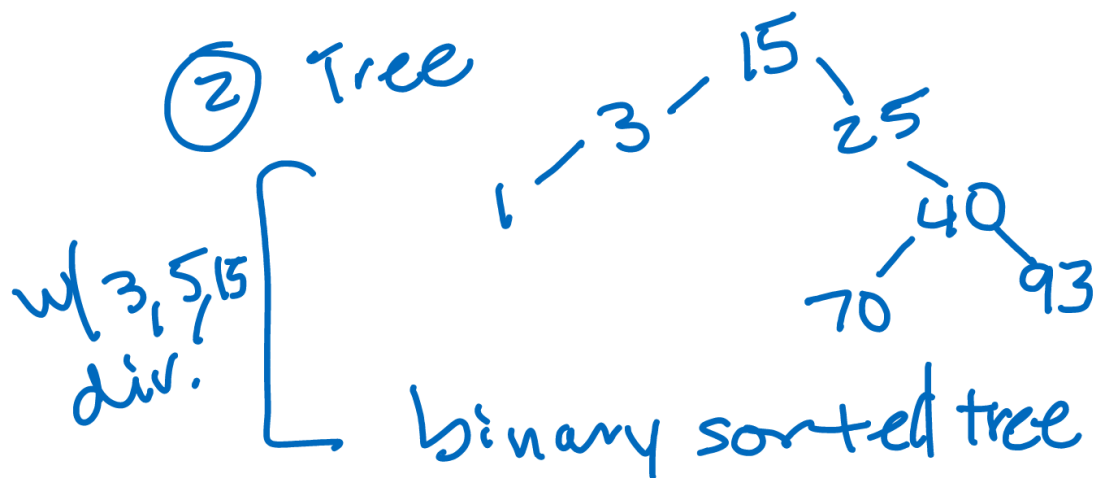 ② Tree
15
3 25
1 40
70 93
w/ 3, 5, 15
div.
binary sorted tree